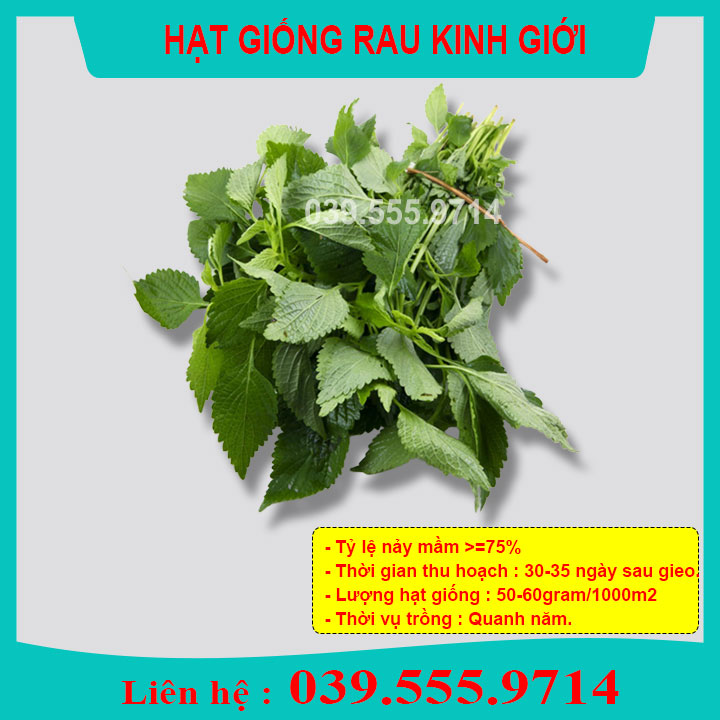 HẠT GIỐNG RAU KINH GIỚI
039.555.9714
- Tỷ lệ nảy mầm >=75%
- Thời gian thu hoạch : 30-35 ngày sau gieo.
- Lượng hạt giống : 50-60gram/1000m2
- Thời vụ trồng : Quanh năm.
Liên hệ : 039.555.9714